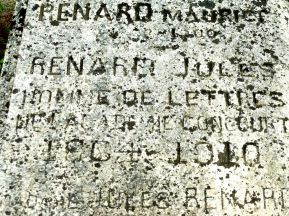 RENARD MAURICE
RENARD JULES
HOMME DE LETTRES
DE L'ACADEMIE GONCOURT
1864 - 1910
JULES RENARD